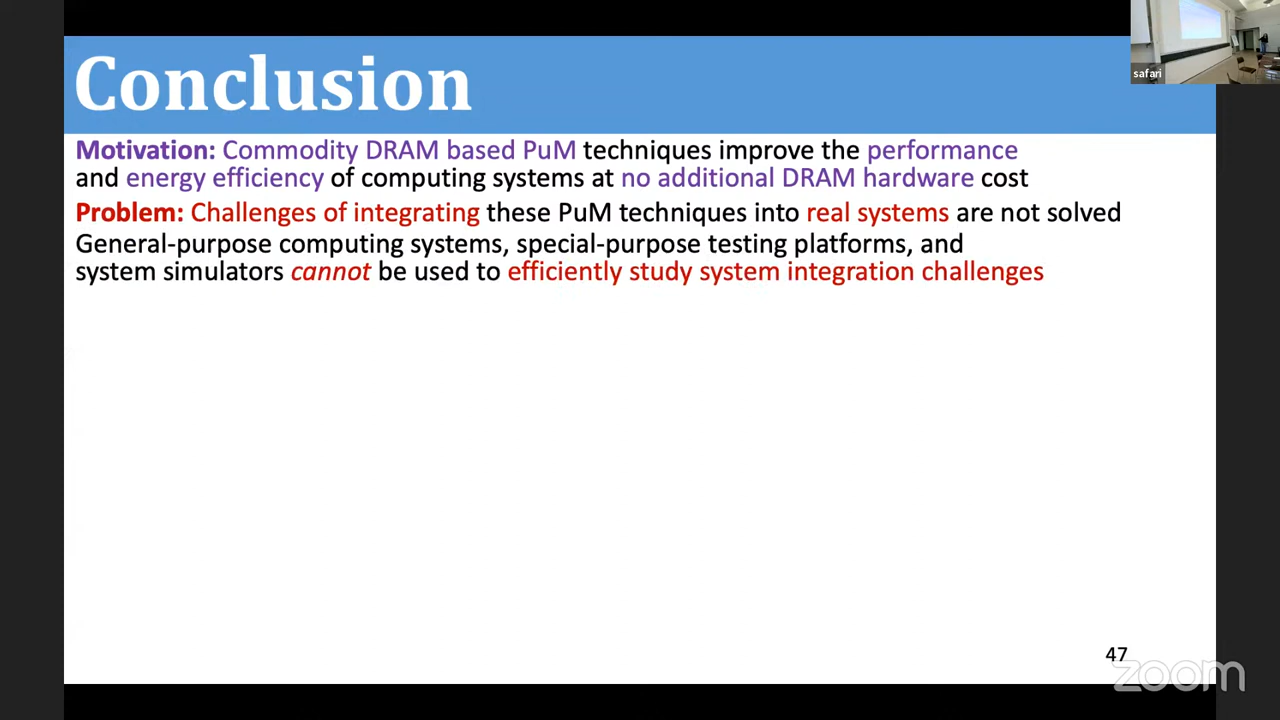 Conclusion
safari
Motivation: Commodity DRAM based PuM techniques improve the performance
and energy efficiency of computing systems at no additional DRAM hardware cost
Problem: Challenges of integrating these PuM techniques into real systems are not solved
General-purpose computing systems, special-purpose testing platforms, and
system simulators cannot be used to efficiently study system integration challenges
47
zoom